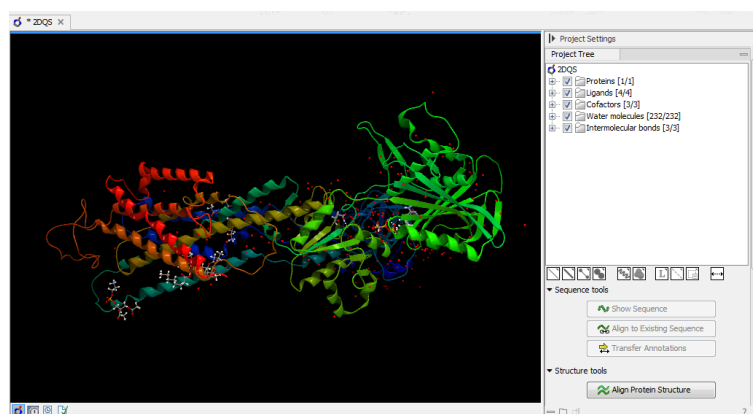 * 2DQS
Project Settings
Project Tree
2DQS
Proteins [1/1]
Ligands [4/4]
Cofactors [3/3]
Water molecules [232/232]
Intermolecular bonds [3/3]
L
Sequence tools
Show Sequence
Align to Existing Sequence
Transfer Annotations
Structure tools
Align Protein Structure
?